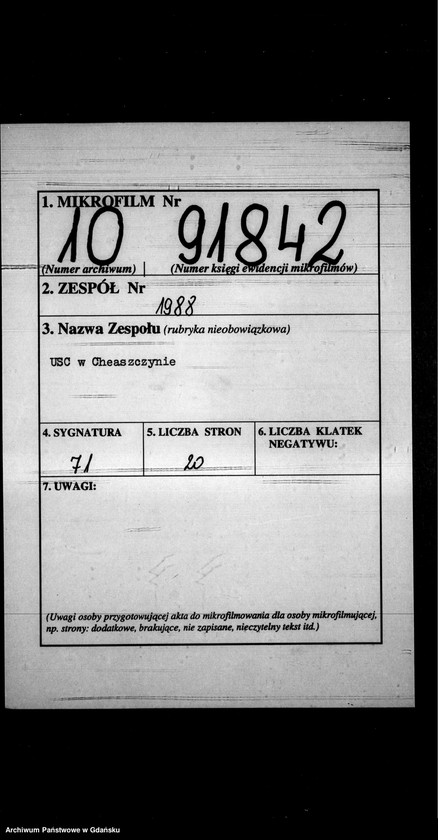 1. MIKROFILM Nr
10 91842
(Numer archiwum) (Numer księgi ewidencji mikrofilmów)
2. ZESPÓŁ Nr
1988
3. Nazwa Zespołu (rubryka nieobowiązkowa)
USC w Cheaszczynie
4. SYGNATURA 5. LICZBA STRON 6. LICZBA KLATEK
NEGATYWU:
71 20
7. UWAGI:
(Uwagi osoby przygotowującej akta do mikrofilmowania dla osoby mikrofilmującej,
np. strony: dodatkowe, brakujące, nie zapisane, nieczytelny tekst itd.)
Archiwum Państwowe w Gdańsku